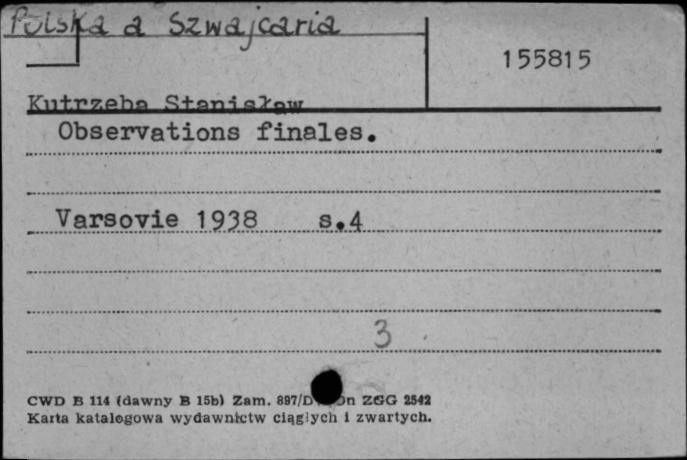 Polska a Szwajcaria
155815
Kutrzeba Stanisław
Observations finales.
Varsovie 1938 s.4
3
CWD B 114 (dawny B 15b) Zam. 897/D ZGG 2542
Karta katalogowa wydawnictw ciągłych i zwartych.